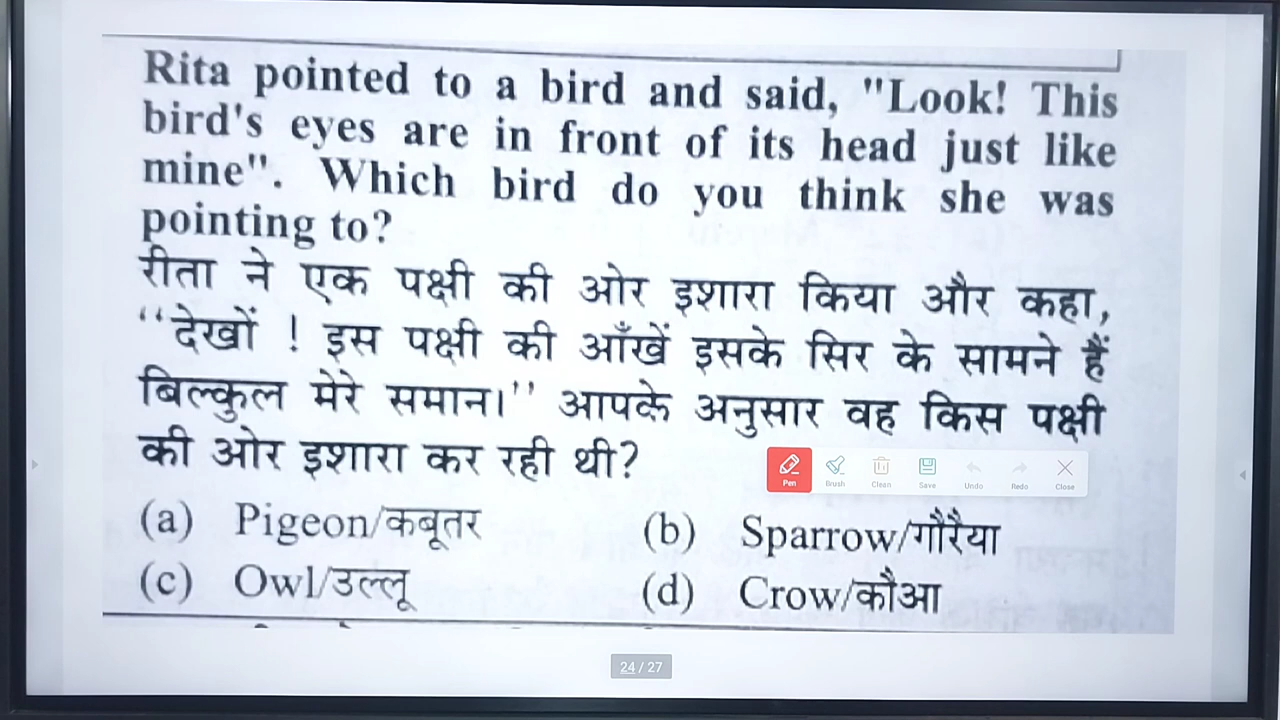 Rita pointed to a bird and said, "Look! This
bird's eyes are in front of its head just like
mine". Which bird do you think she was
pointing to?
रीता ने एक पक्षी की ओर इशारा किया और कहा,
‘‘देखों ! इस पक्षी की आँखें इसके सिर के सामने हैं
बिल्कुल मेरे समान।’’ आपके अनुसार वह किस पक्षी
की ओर इशारा कर रही थी?
Pen Brush Clean Save Undo Redo Close
(a) Pigeon/कबूतर (b) Sparrow/गौरैया
(c) Owl/उल्लू (d) Crow/कौआ
24 / 27